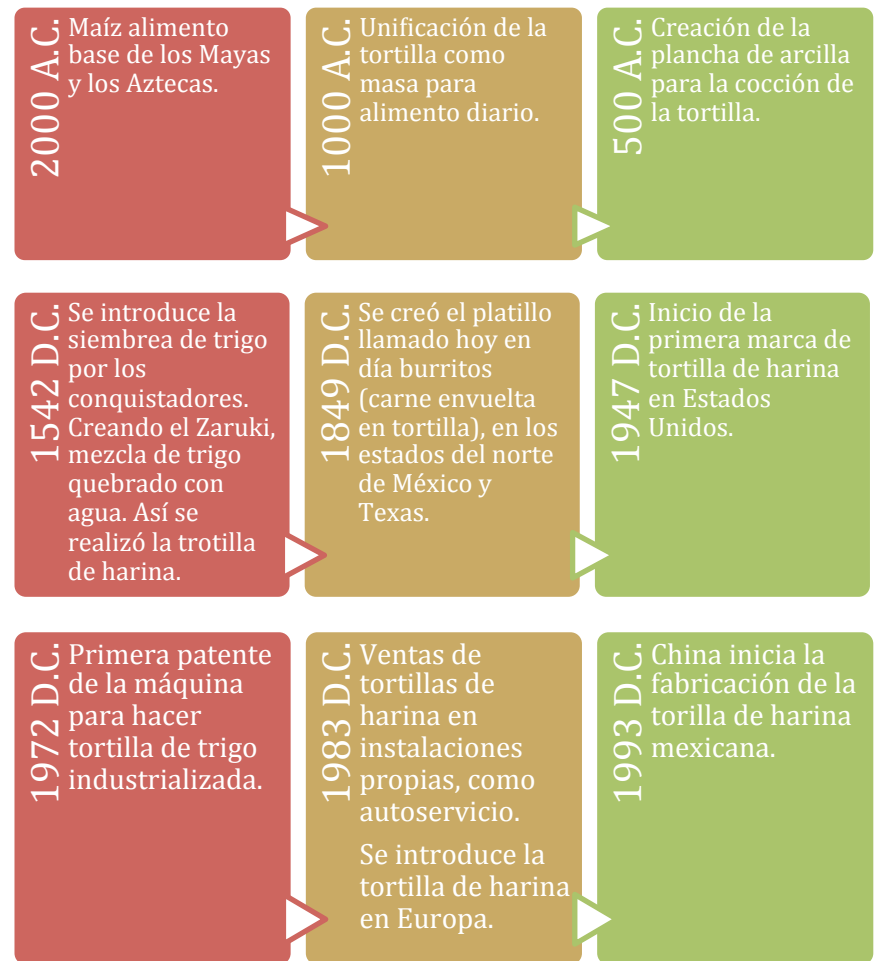 2000 A.C.
Maíz alimento
base de los Mayas
y los Aztecas.
1000 A.C.
Unificación de la
tortilla como
masa para
alimento diario.
500 A.C.
Creación de la
plancha de arcilla
para la cocción de
la tortilla.
1542 D.C.
Se introduce la
siembrea de trigo
por los
conquistadores.
Creando el Zaruki,
mezcla de trigo
quebrado con
agua. Así se
realizó la trotilla
de harina.
1849 D.C.
Se creó el platillo
llamado hoy en
día burritos
(carne envuelta
en tortilla), en los
estados del norte
de México y
Texas.
1947 D.C.
Inicio de la
primera marca de
tortilla de harina
en Estados
Unidos.
1972 D.C.
Primera patente
de la máquina
para hacer
tortilla de trigo
industrializada.
1983 D.C.
Ventas de
tortillas de
harina en
instalaciones
propias, como
autoservicio.
Se introduce la
tortilla de harina
en Europa.
1993 D.C.
China inicia la
fabricación de la
torilla de harina
mexicana.